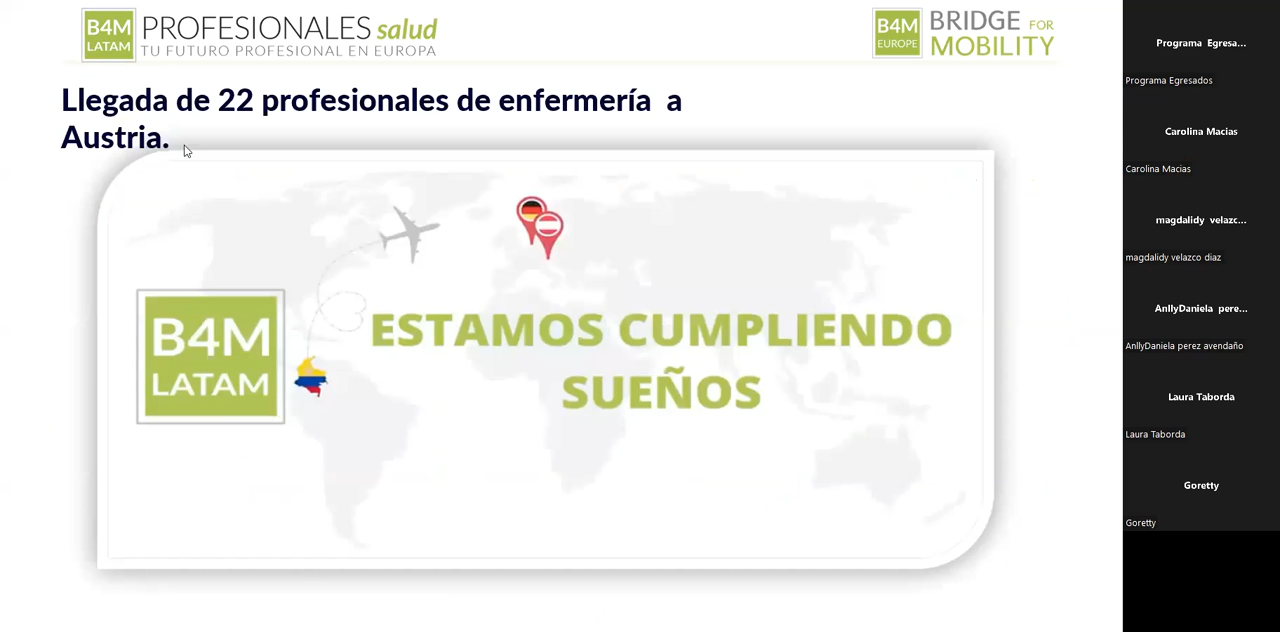 B4M
LATAM
PROFESIONALES salud
TU FUTURO PROFESIONAL EN EUROPA
B4M
EUROPE
BRIDGE FOR
MOBILITY
Llegada de 22 profesionales de enfermería a
Austria.
B4M
LATAM
ESTAMOS CUMPLIENDO
SUEÑOS
Programa Egresa...
Programa Egresados
Carolina Macias
Carolina Macias
magdalidy velazc...
magdalidy velazco diaz
AnllyDaniela pere...
AnllyDaniela perez avendaño
Laura Taborda
Laura Taborda
Goretty
Goretty